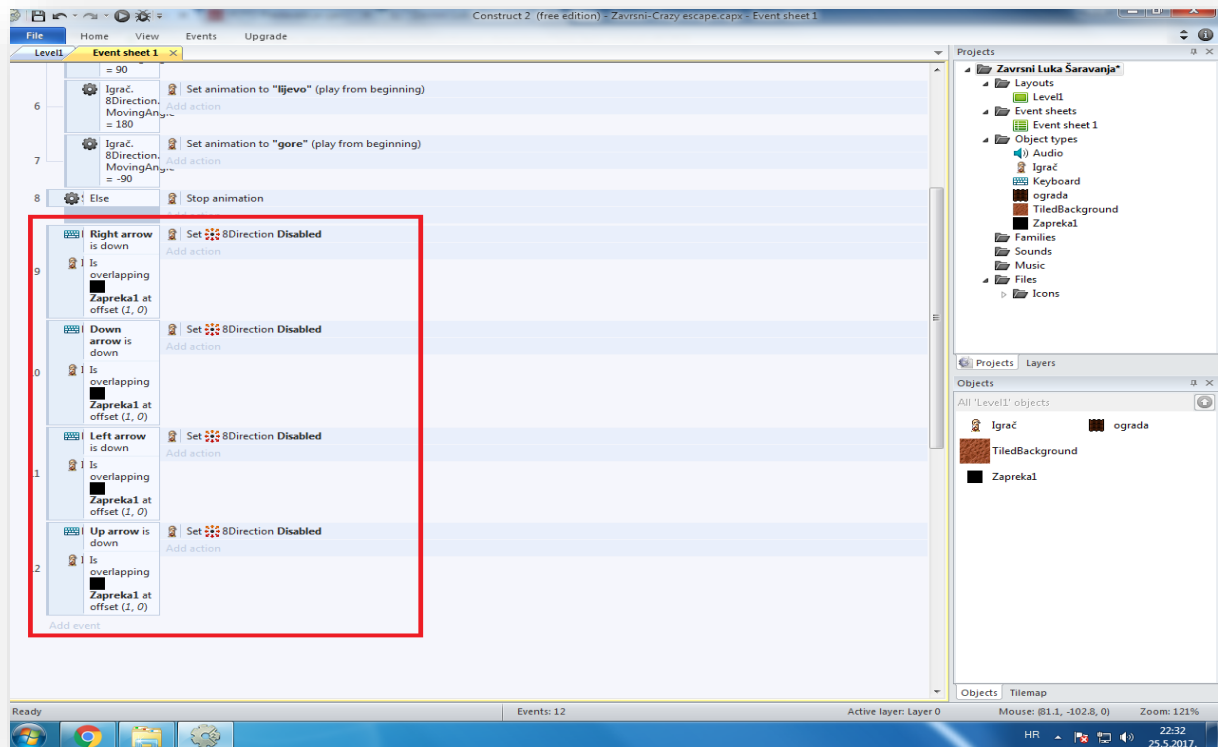 Construct 2 (free edition) - Zavrsni-Crazy escape.capx - Event sheet 1
File Home View Events Upgrade
Level1 Event sheet 1
= 90
6
Igrač.
8Direction.
= 180
Set animation to "lijevo" (play from beginning)
Add action
7
Igrač.
8Direction.
= -90
Set animation to "gore" (play from beginning)
Add action
8 Else Stop animation
9
Right arrow
is down
Is
overlapping
Zapreka1 at
offset (1, 0)
Set 8Direction Disabled
Add action
Down
arrow is
down
Is
overlapping
Zapreka1 at
offset (1, 0)
Set 8Direction Disabled
Add action
Left arrow
is down
Is
overlapping
Zapreka1 at
offset (1, 0)
Set 8Direction Disabled
Add action
Up arrow is
down
Is
overlapping
Zapreka1 at
offset (1, 0)
Set 8Direction Disabled
Add action
Add event
Projects
Zavrsni Luka Šaravanja*
Layouts
Level1
Event sheets
Event sheet 1
Object types
Audio
Igrač
Keyboard
ograda
TiledBackground
Zapreka1
Families
Sounds
Music
Files
Icons
Projects Layers
Objects
All 'Level1' objects
Igrač ograda
TiledBackground
Zapreka1
Objects Tilemap
Ready Events: 12 Active layer: Layer 0 Mouse: (81.1, -102.8, 0) Zoom: 121%
HR 22:32
25.5.2017.